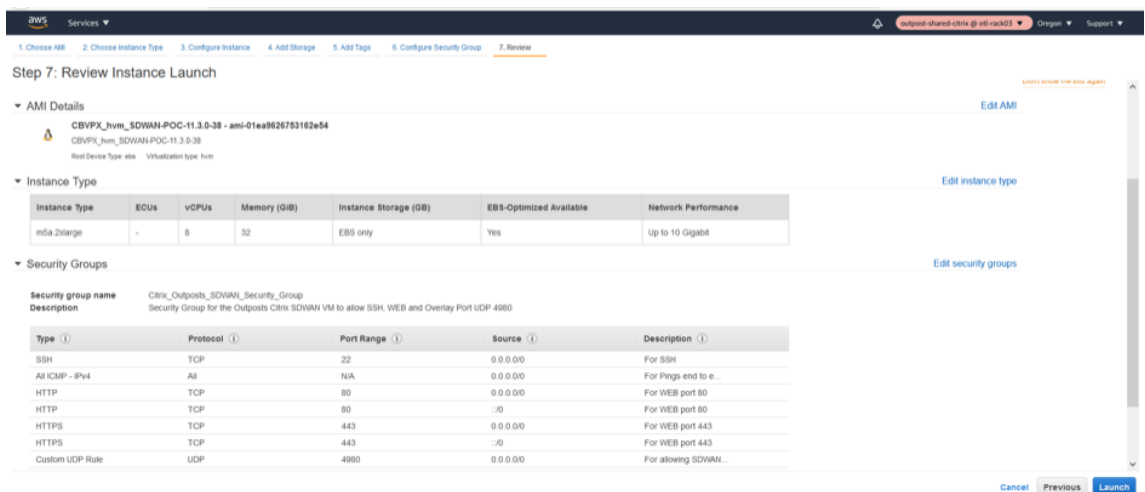 aws Services outpost-shared-citrix @ otl-rack03 Oregon Support
1. Choose AMI 2. Choose Instance Type 3. Configure Instance 4. Add Storage 5. Add Tags 6. Configure Security Group 7. Review
Step 7: Review Instance Launch
Don't show me this again
AMI Details Edit AMI
CBVPX_hvm_SDWAN-POC-11.3.0-38 - ami-01ea9626753162e54
CBVPX_hvm_SDWAN-POC-11.3.0-38
Root Device Type: ebs Virtualization type: hvm
Instance Type Edit instance type
Instance Type ECUs vCPUs Memory (GiB) Instance Storage (GB) EBS-Optimized Available Network Performance
m5a.2xlarge - 8 32 EBS only Yes Up to 10 Gigabit
Security Groups Edit security groups
Security group name Citrix_Outposts_SDWAN_Security_Group
Description Security Group for the Outposts Citrix SDWAN VM to allow SSH, WEB and Overlay Port UDP 4980
Type Protocol Port Range Source Description
SSH TCP 22 0.0.0.0/0 For SSH
All ICMP - IPv4 All N/A 0.0.0.0/0 For Pings end to e...
HTTP TCP 80 0.0.0.0/0 For WEB port 80
HTTP TCP 80 ::/0 For WEB port 80
HTTPS TCP 443 0.0.0.0/0 For WEB port 443
HTTPS TCP 443 ::/0 For WEB port 443
Custom UDP Rule UDP 4980 0.0.0.0/0 For allowing SDWAN...
Cancel Previous Launch